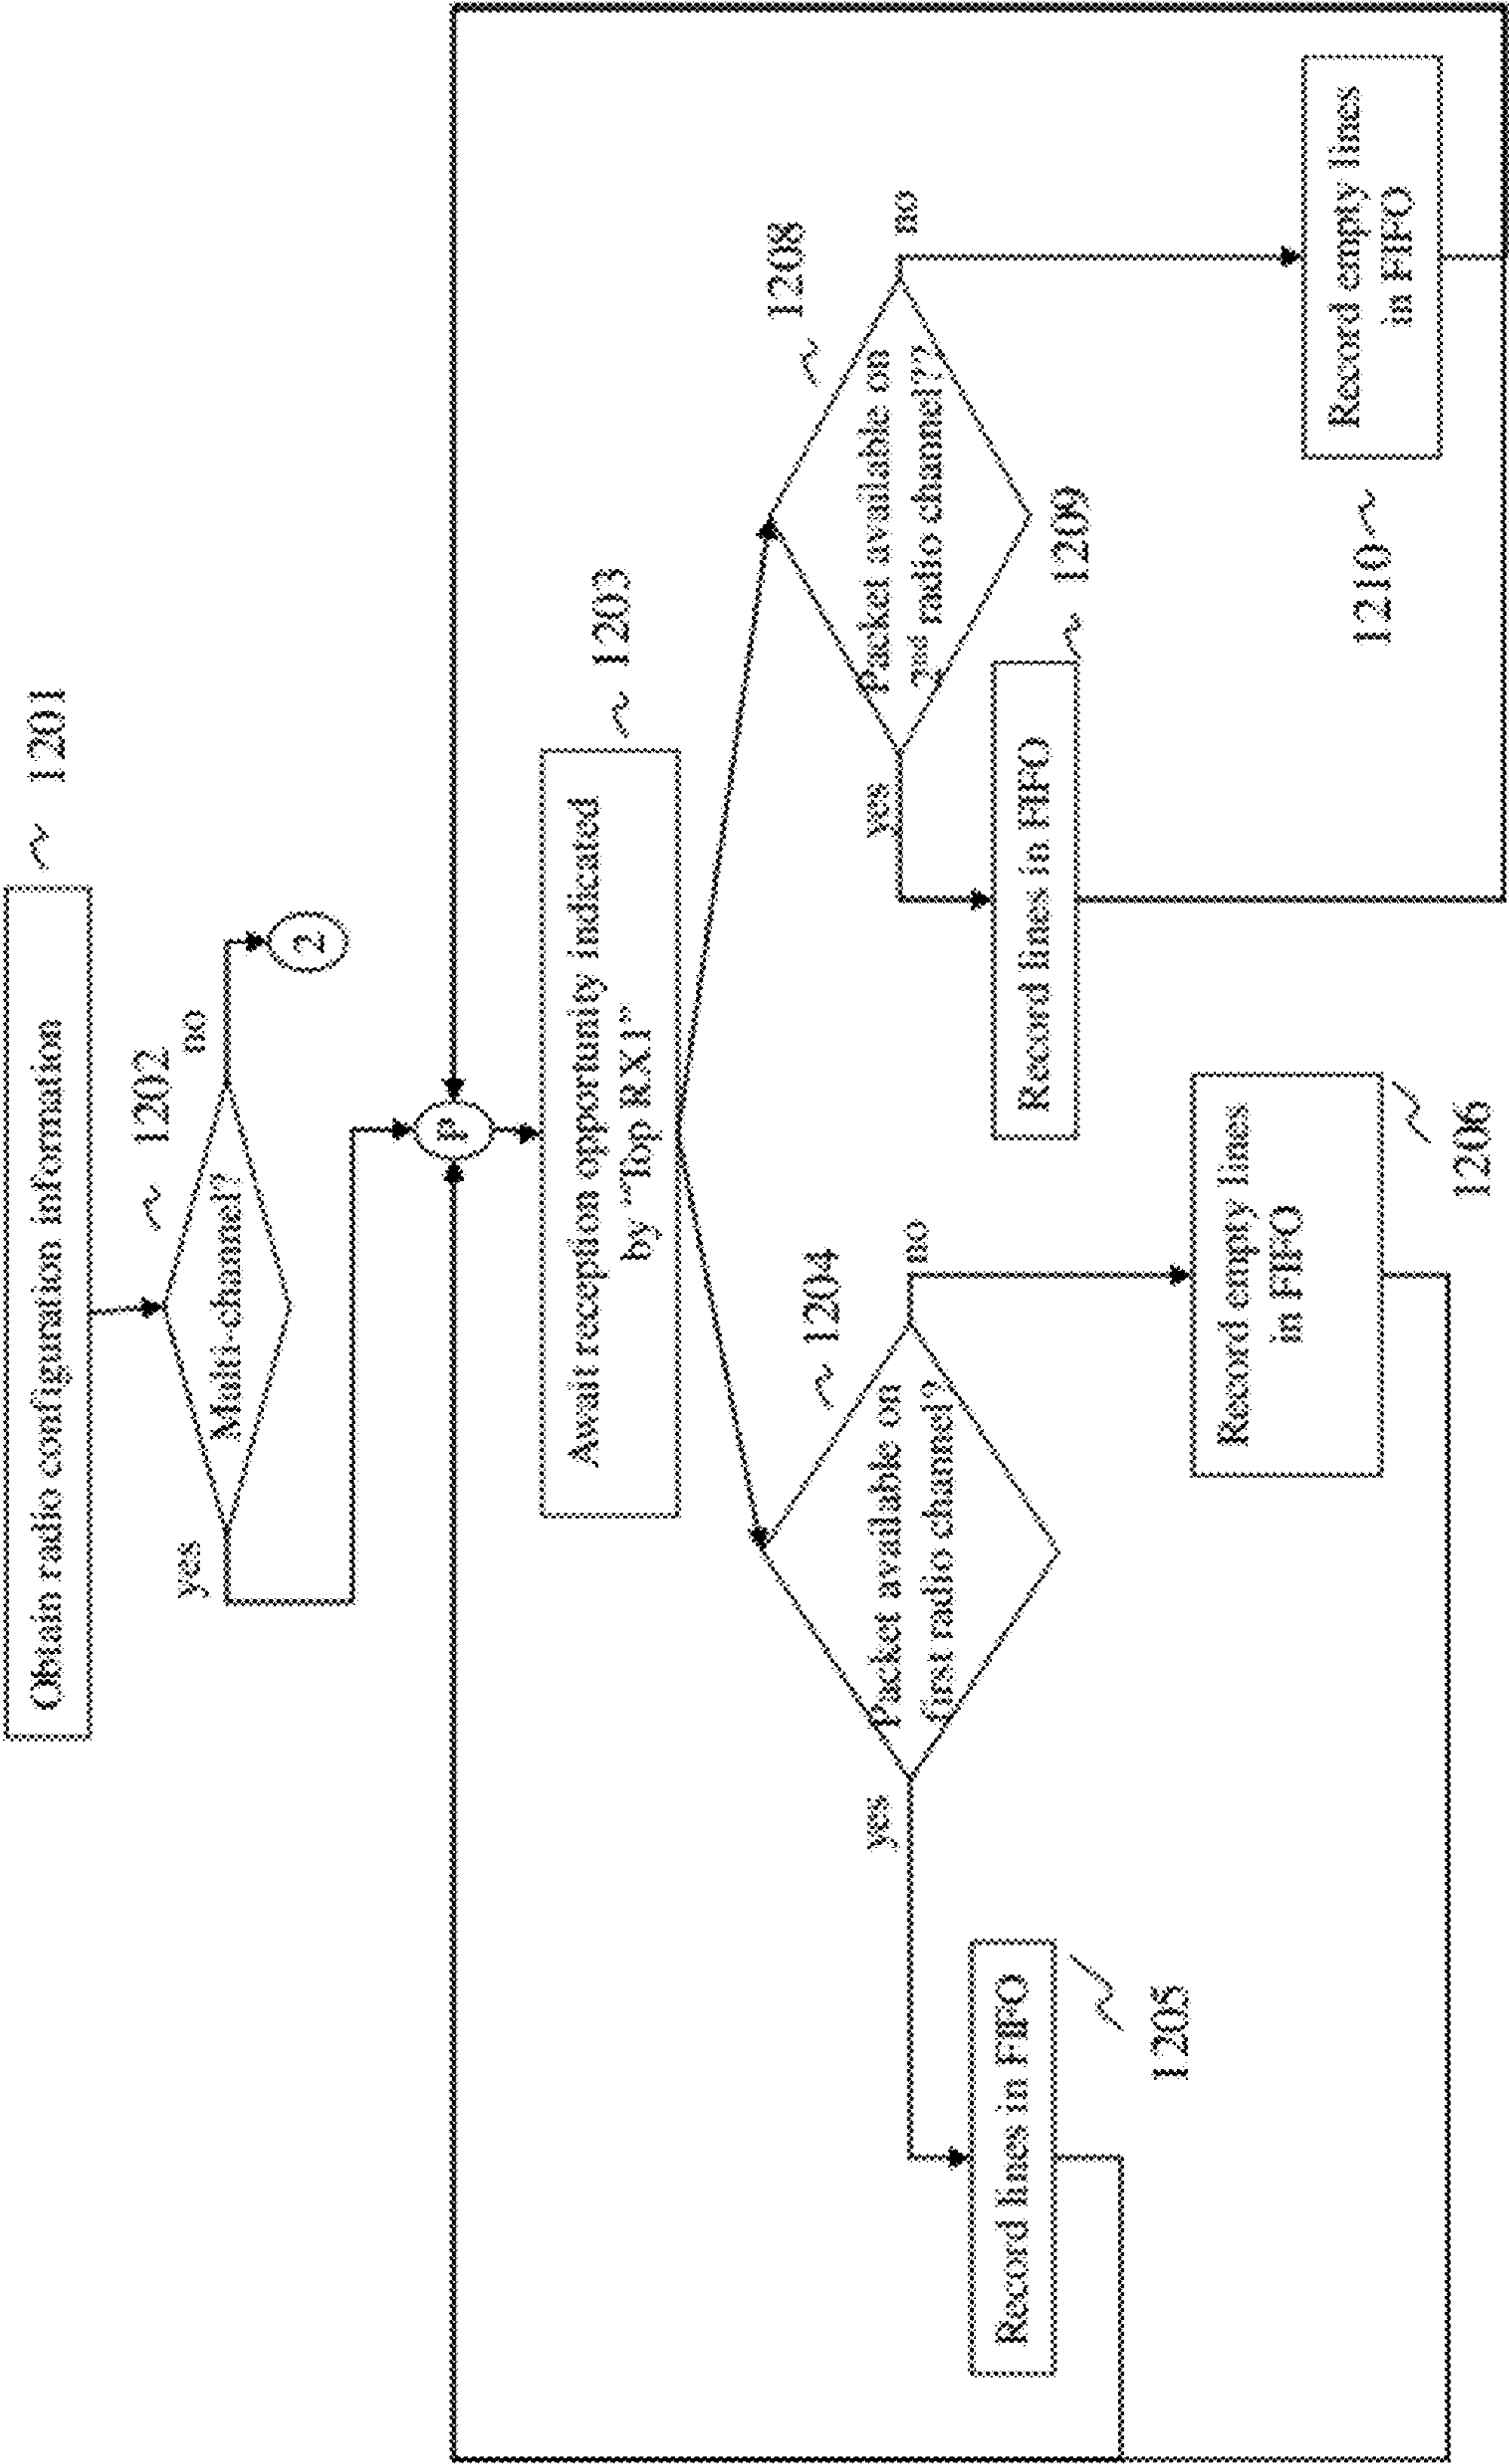 Obtain radio configuration information
1201
Multi-channel?
1202
yes
no
2
P
Await reception opportunity indicated
by "Top RX1"
1203
Packet available on
first radio channel?
1204
yes
no
Record lines in FIFO
1205
Record empty lines
in FIFO
1206
Packet available on
2nd radio channel??
1208
yes
no
Record lines in FIFO
1209
Record empty lines
in FIFO
1210